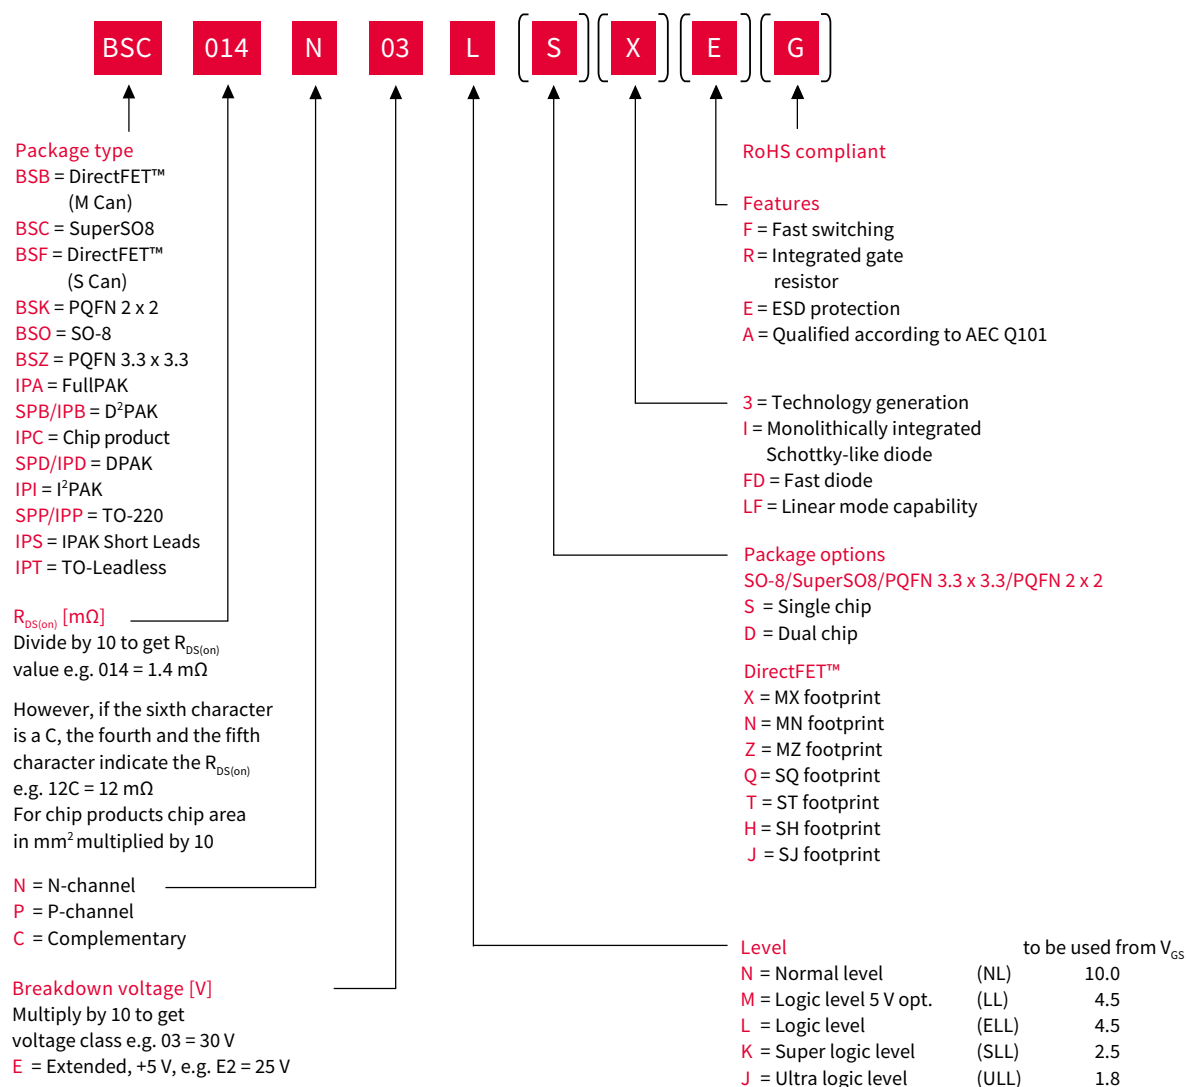 BSC 014 N 03 L S X E G
Package type
BSB = DirectFET™
(M Can)
BSC = SuperSO8
BSF = DirectFET™
(S Can)
BSK = PQFN 2 x 2
BSO = SO-8
BSZ = PQFN 3.3 x 3.3
IPA = FullPAK
SPB/IPB = D²PAK
IPC = Chip product
SPD/IPD = DPAK
IPI = I²PAK
SPP/IPP = TO-220
IPS = IPAK Short Leads
IPT = TO-Leadless
RDS(on) [mΩ]
Divide by 10 to get RDS(on)
value e.g. 014 = 1.4 mΩ
However, if the sixth character
is a C, the fourth and the fifth
character indicate the RDS(on)
e.g. 12C = 12 mΩ
For chip products chip area
in mm² multiplied by 10
N = N-channel
P = P-channel
C = Complementary
Breakdown voltage [V]
Multiply by 10 to get
voltage class e.g. 03 = 30 V
E = Extended, +5 V, e.g. E2 = 25 V
RoHS compliant
Features
F = Fast switching
R = Integrated gate
resistor
E = ESD protection
A = Qualified according to AEC Q101
3 = Technology generation
I = Monolithically integrated
Schottky-like diode
FD = Fast diode
LF = Linear mode capability
Package options
SO-8/SuperSO8/PQFN 3.3 x 3.3/PQFN 2 x 2
S = Single chip
D = Dual chip
DirectFET™
X = MX footprint
N = MN footprint
Z = MZ footprint
Q = SQ footprint
T = ST footprint
H = SH footprint
J = SJ footprint
Level to be used from VGS
N = Normal level (NL) 10.0
M = Logic level 5 V opt. (LL) 4.5
L = Logic level (ELL) 4.5
K = Super logic level (SLL) 2.5
J = Ultra logic level (ULL) 1.8